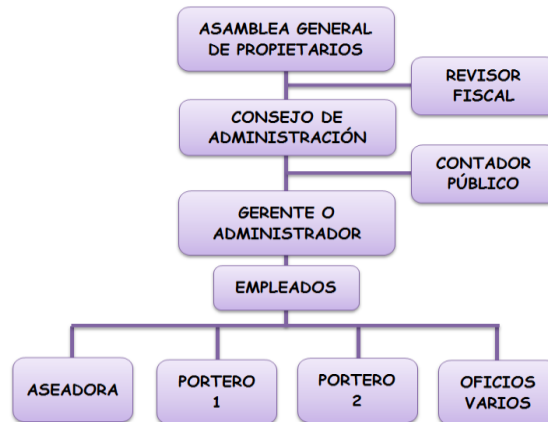 ASAMBLEA GENERAL
DE PROPIETARIOS
REVISOR
FISCAL
CONSEJO DE
ADMINISTRACIÓN
CONTADOR
PÚBLICO
GERENTE O
ADMINISTRADOR
EMPLEADOS
ASEADORA
PORTERO
1
PORTERO
2
OFICIOS
VARIOS